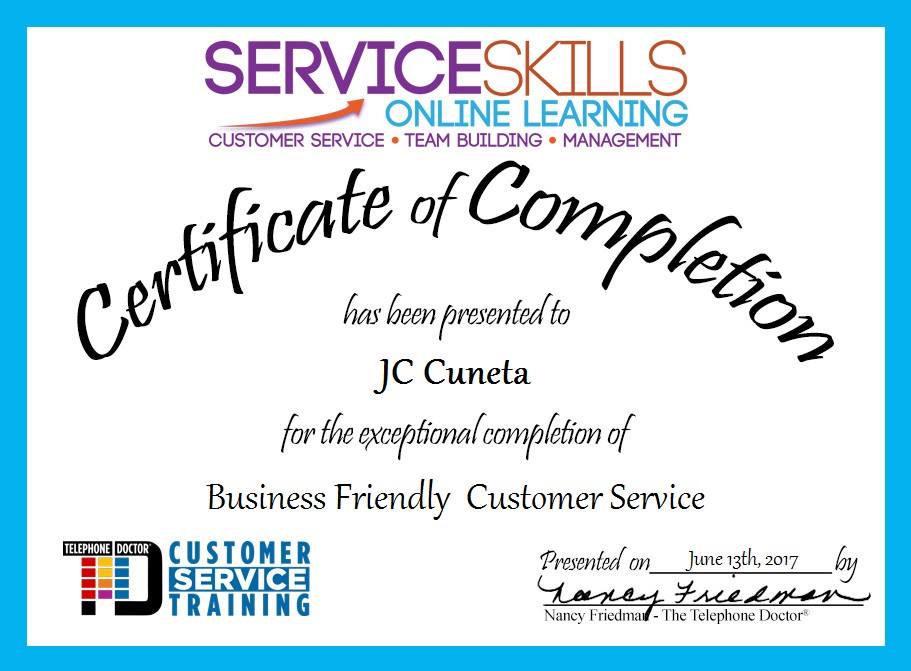 SERVICESKILLS
ONLINE LEARNING
CUSTOMER SERVICE • TEAM BUILDING • MANAGEMENT
Certificate of Completion
has been presented to
JC Cuneta
for the exceptional completion of
Business Friendly Customer Service
TELEPHONE DOCTOR®
TD
CUSTOMER
SERVICE
TRAINING
Presented on June 13th, 2017 by
Nancy Friedman
Nancy Friedman - The Telephone Doctor®